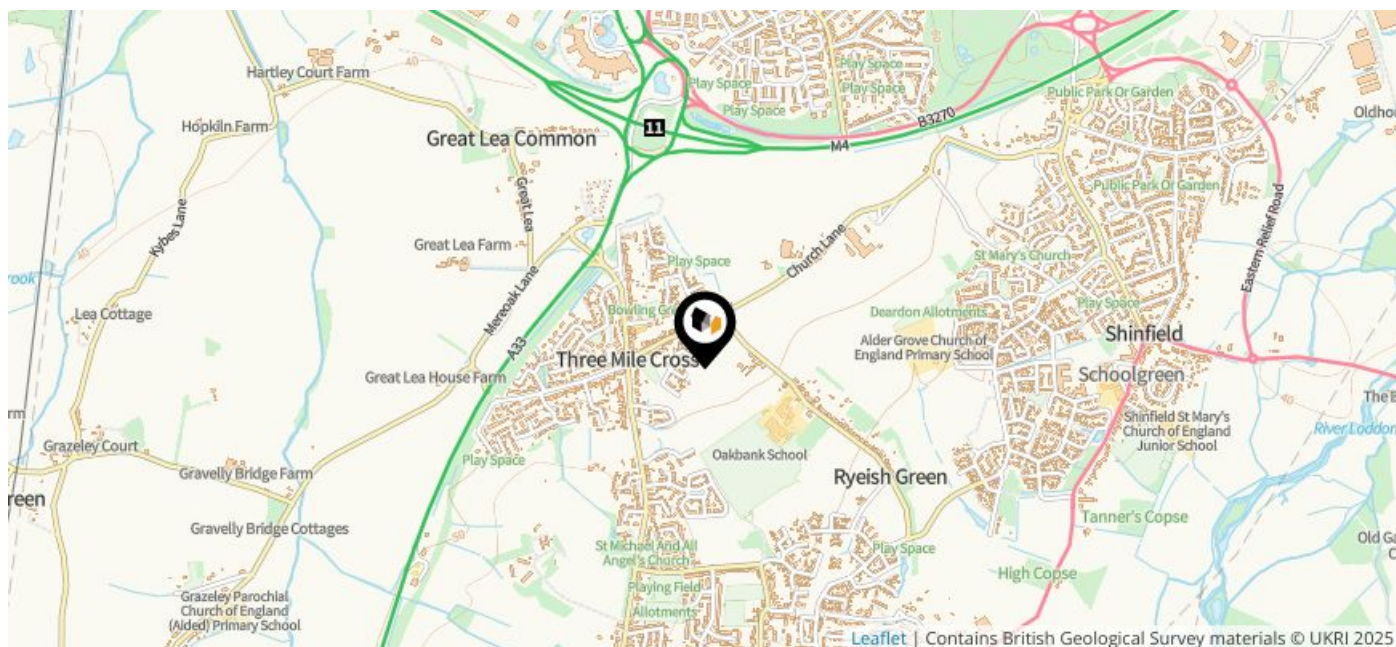 Hartley Court Farm
40
Hopkiln Farm
Great Lea Common
11
Play Space
Play Space
Play Space
Play Space
B3270
M4
Public Park Or Garden
Public Park Or Garden
Kybes Lane
40
Great Lea
Great Lea Farm
Lea Cottage
Mereoak Lane
A33
Great Lea House Farm
Play Space
Three Mile Cross
Church Lane
St Mary's Church
Deardon Allotments
Alder Grove Church of
England Primary School
Play Space
Shinfield
Schoolgreen
Eastern Relief Road
Shinfield St Mary's
Church of England
Junior School
40
River Loddon
Grazeley Court
Gravelly Bridge Farm
Gravelly Bridge Cottages
Play Space
Oakbank School
Ryeish Green
50
Tanner's Copse
High Copse
Play Space
St Michael And All
Angel's Church
Playing Field
Allotments
Grazeley Parochial
Church of England
(Aided) Primary School
Leaflet | Contains British Geological Survey materials © UKRI 2025